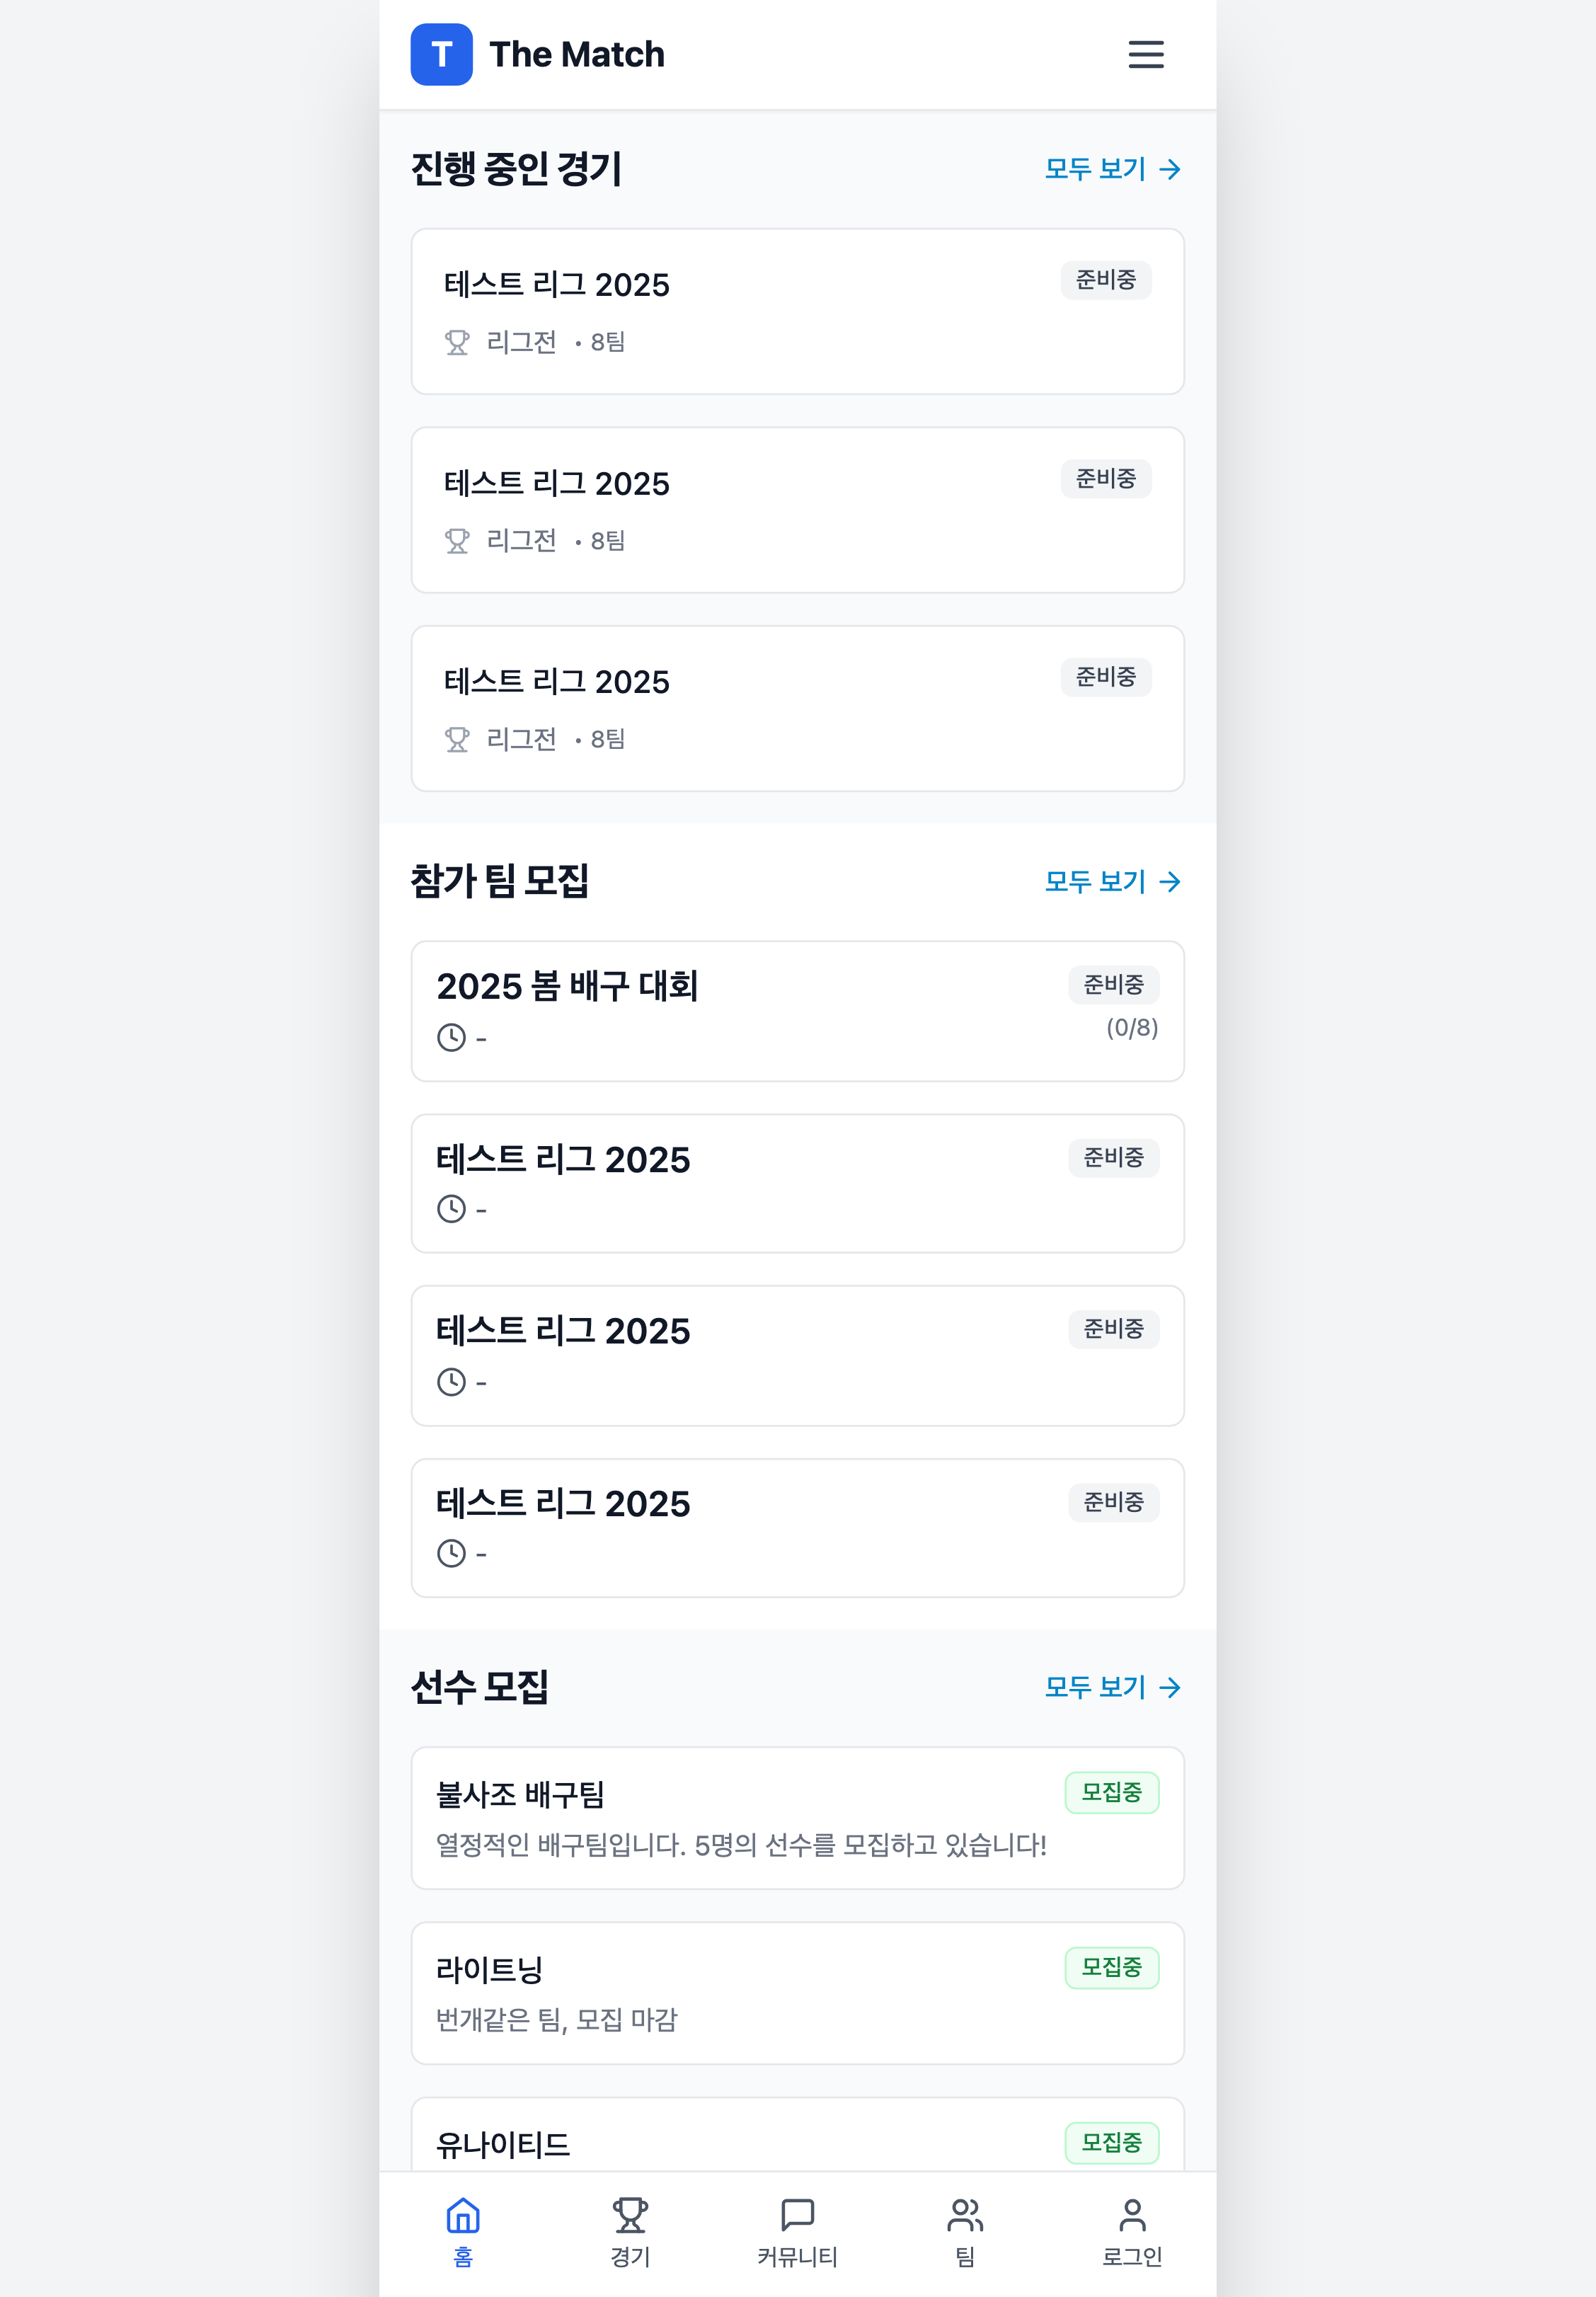 T The Match
진행 중인 경기 모두 보기 →
테스트 리그 2025 준비중
리그전 • 8팀
테스트 리그 2025 준비중
리그전 • 8팀
테스트 리그 2025 준비중
리그전 • 8팀
참가 팀 모집 모두 보기 →
2025 봄 배구 대회 준비중
- (0/8)
테스트 리그 2025 준비중
-
테스트 리그 2025 준비중
-
테스트 리그 2025 준비중
-
선수 모집 모두 보기 →
불사조 배구팀 모집중
열정적인 배구팀입니다. 5명의 선수를 모집하고 있습니다!
라이트닝 모집중
번개같은 팀, 모집 마감
유나이티드 모집중
홈 경기 커뮤니티 팀 로그인